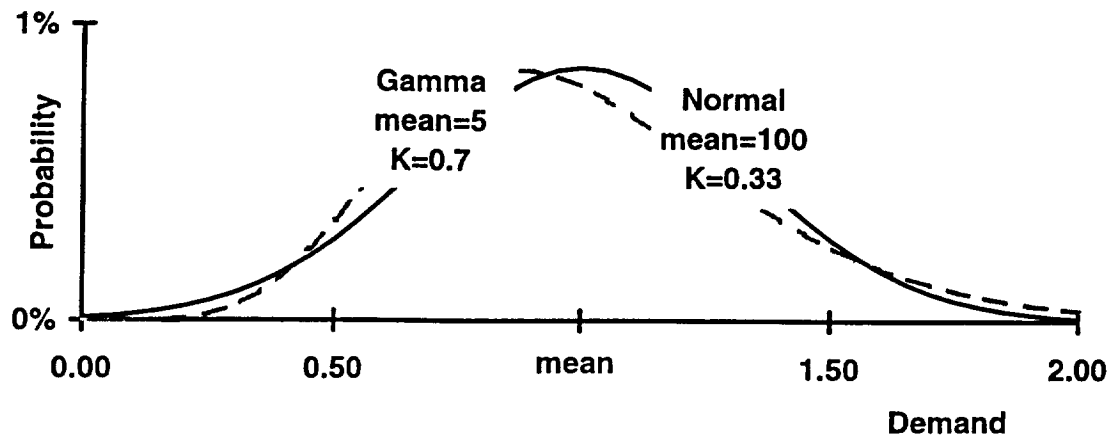 1%
Probability
Gamma
mean=5
K=0.7
Normal
mean=100
K=0.33
0%
0.00 0.50 mean 1.50 2.00
Demand